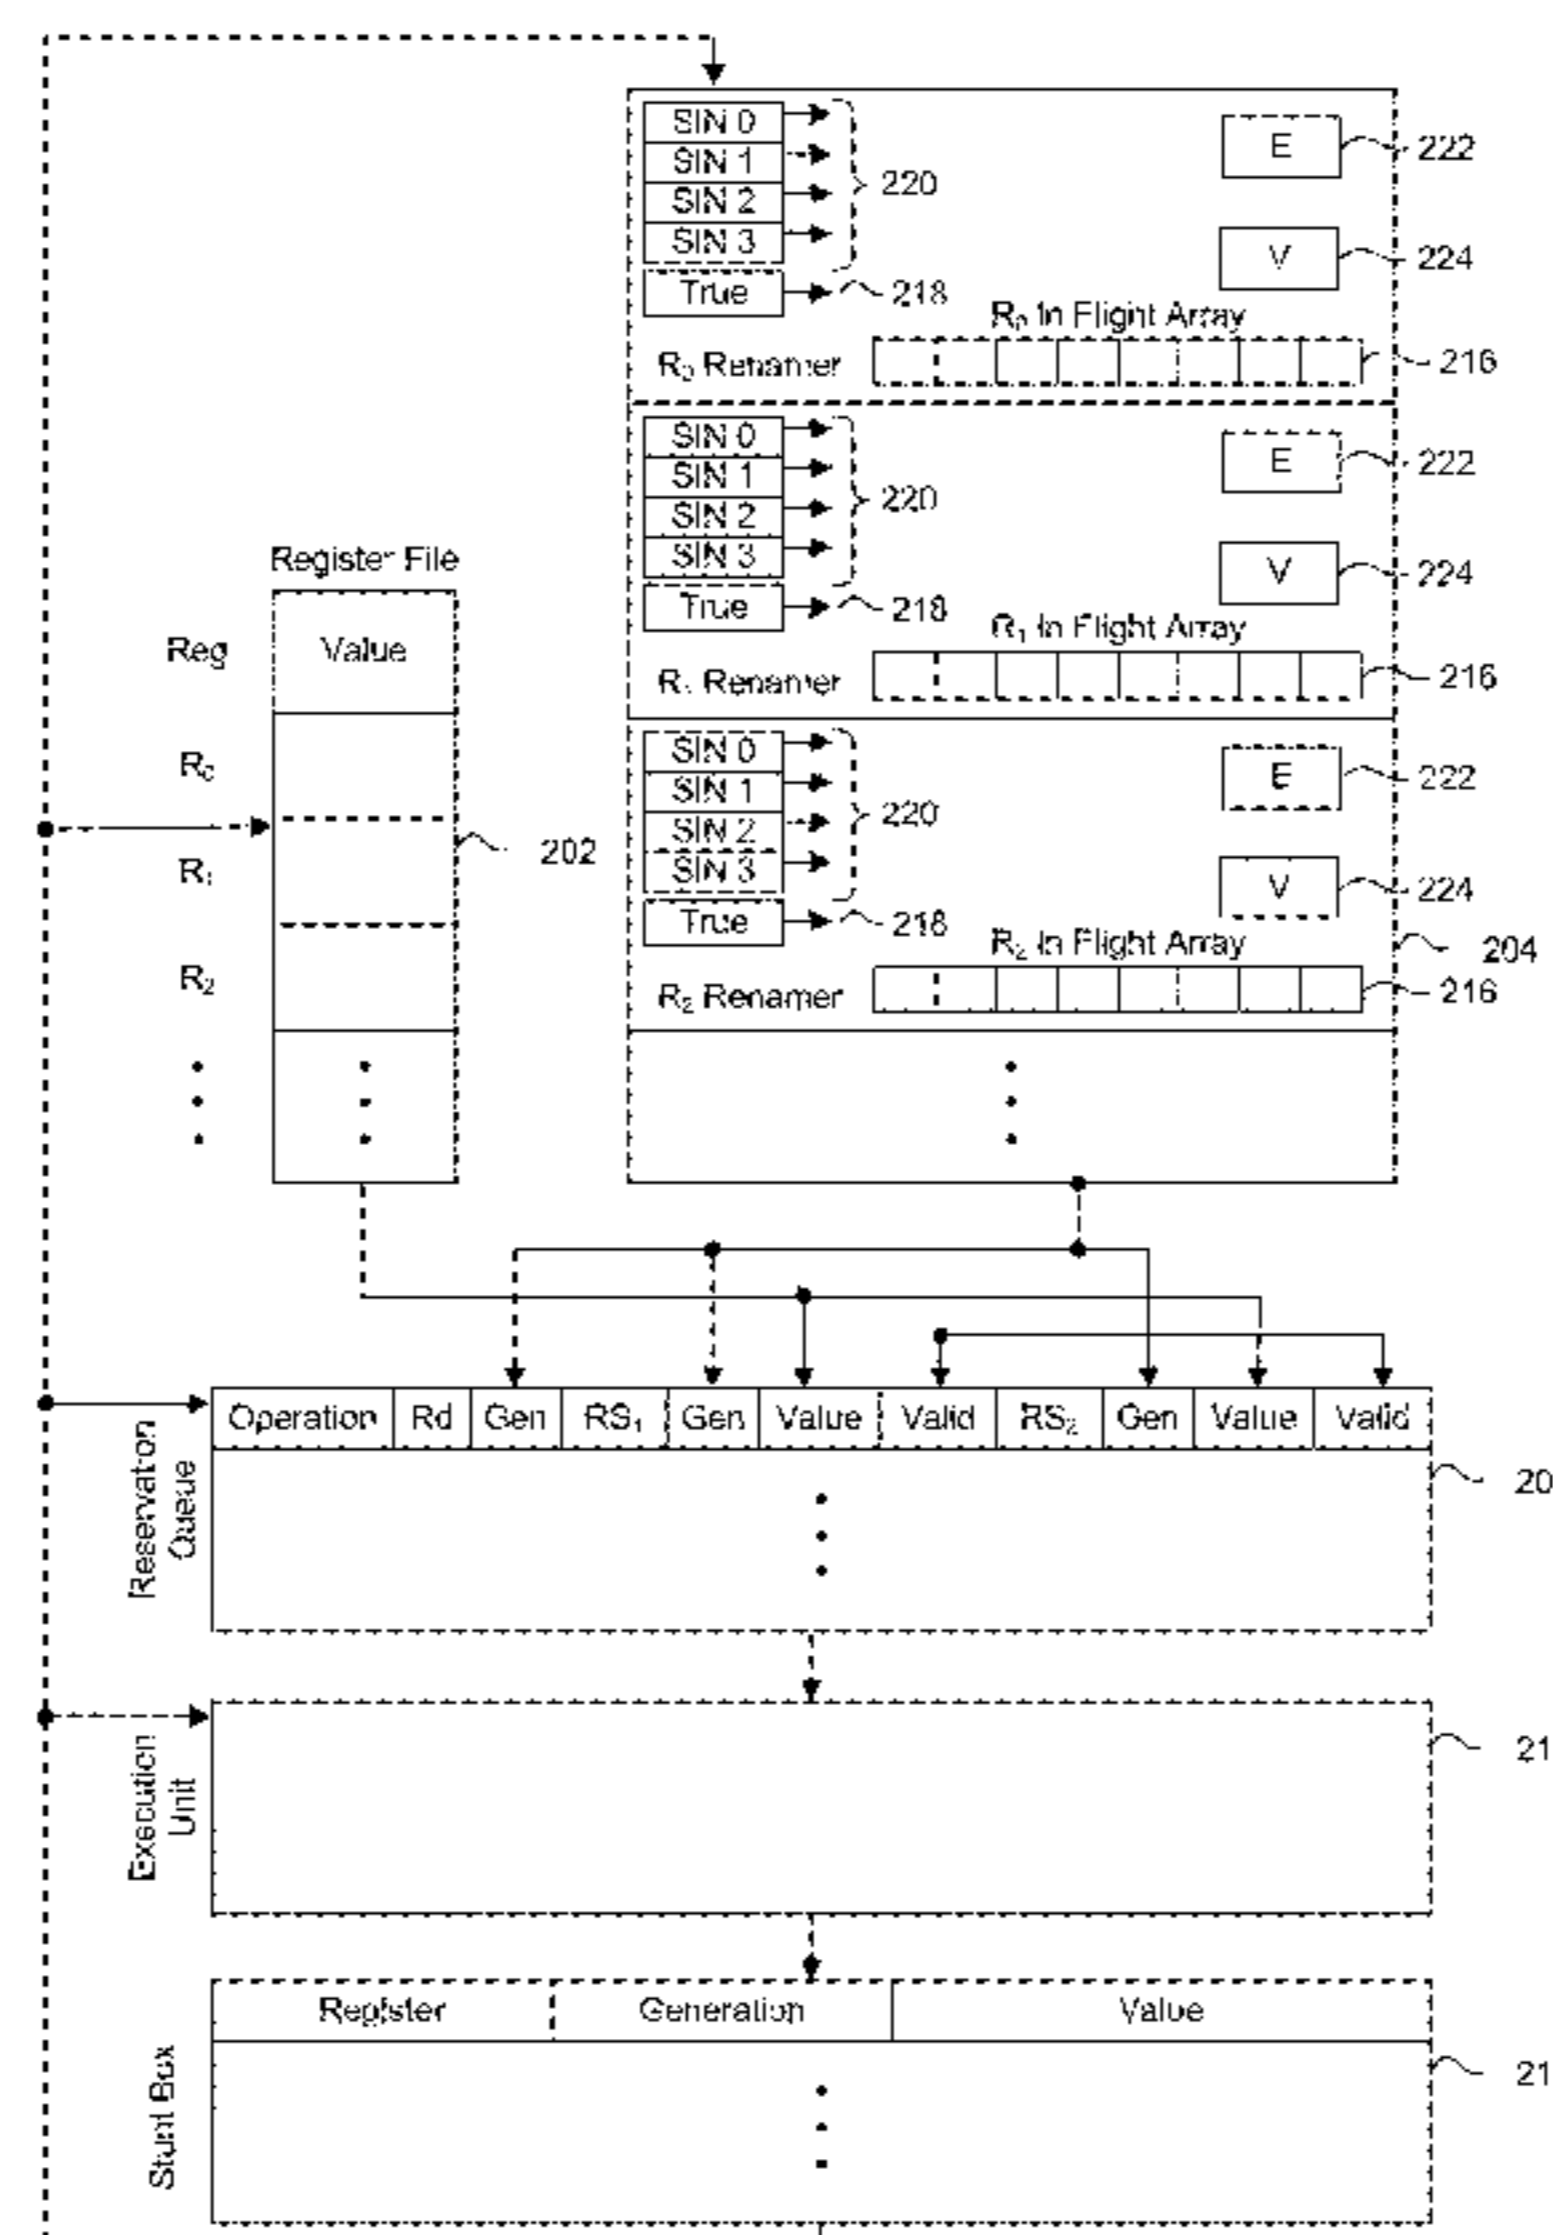 SIN 0
SIN 1
SIN 2
SIN 3
220
E
222
V
224
True
218
R₀ In Flight Array
R₀ Renamer
216
SIN 0
SIN 1
SIN 2
SIN 3
220
E
222
V
224
True
218
R₁ In Flight Array
R₁ Renamer
216
SIN 0
SIN 1
SIN 2
SIN 3
220
E
222
V
224
True
218
R₂ In Flight Array
R₂ Renamer
216
204
Register File
Reg Value
R₀
R₁
R₂
202
Reservation
Queue
Operation Rd Gen RS₁ Gen Value Valid RS₂ Gen Value Valid
20
Execution
Unit
21
Stunt Box
Register Generation Value
21